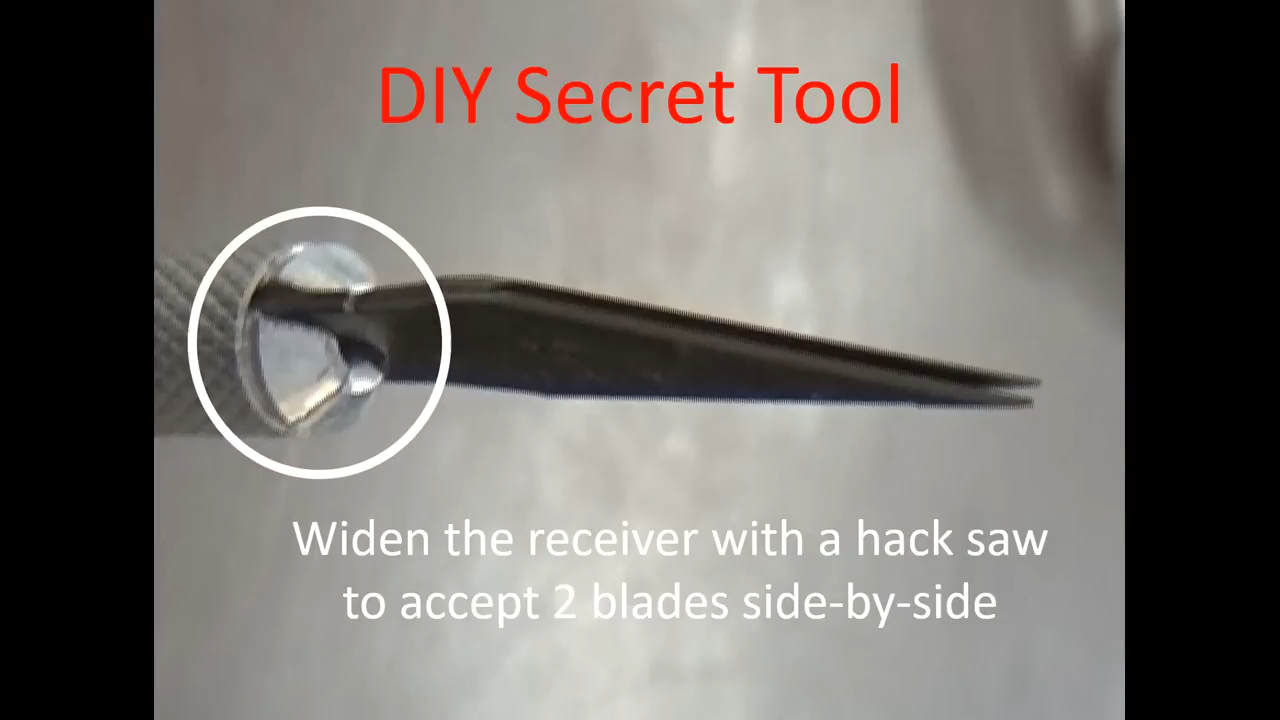 DIY Secret Tool
Widen the receiver with a hack saw
to accept 2 blades side-by-side